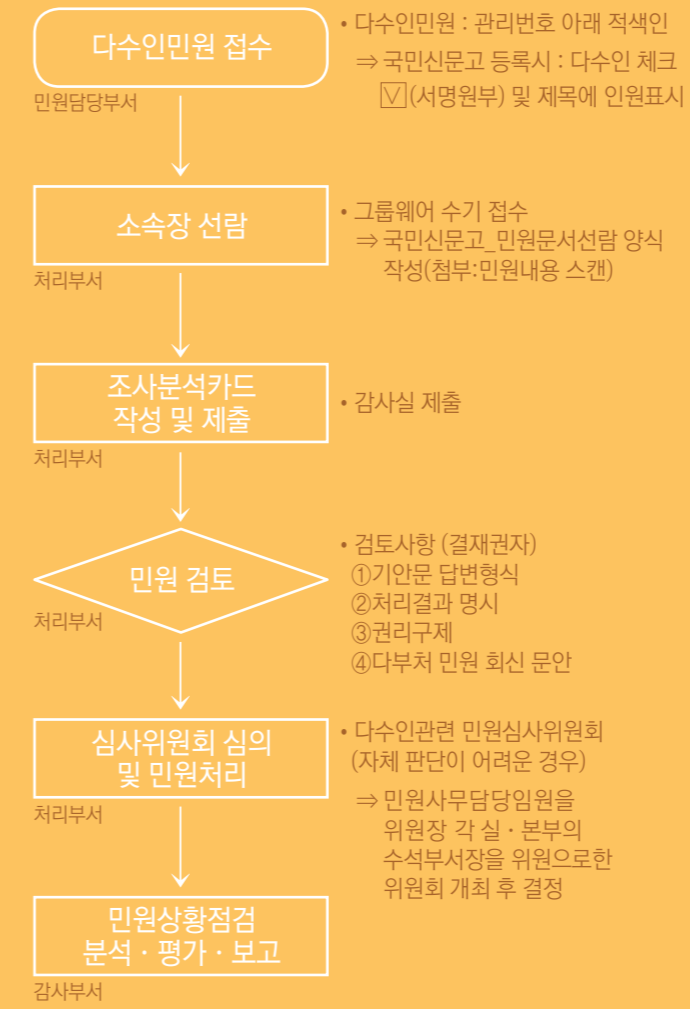 다수인민원 접수
민원담당부서
• 다수인민원 : 관리번호 아래 적색인
⇒ 국민신문고 등록시 : 다수인 체크
☑(서명원부) 및 제목에 인원표시
소속장 선람
처리부서
• 그룹웨어 수기 접수
⇒ 국민신문고_민원문서선람 양식
작성(첨부:민원내용 스캔)
조사분석카드
작성 및 제출
처리부서
• 감사실 제출
민원 검토
처리부서
• 검토사항 (결재권자)
①기안문 답변형식
②처리결과 명시
③권리구제
④다부처 민원 회신 문안
심사위원회 심의
및 민원처리
처리부서
• 다수인관련 민원심사위원회
(자체 판단이 어려운 경우)
⇒ 민원사무담당임원을
위원장 각 실 · 본부의
수석부서장을 위원으로한
위원회 개최 후 결정
민원상황점검
분석 · 평가 · 보고
감사부서